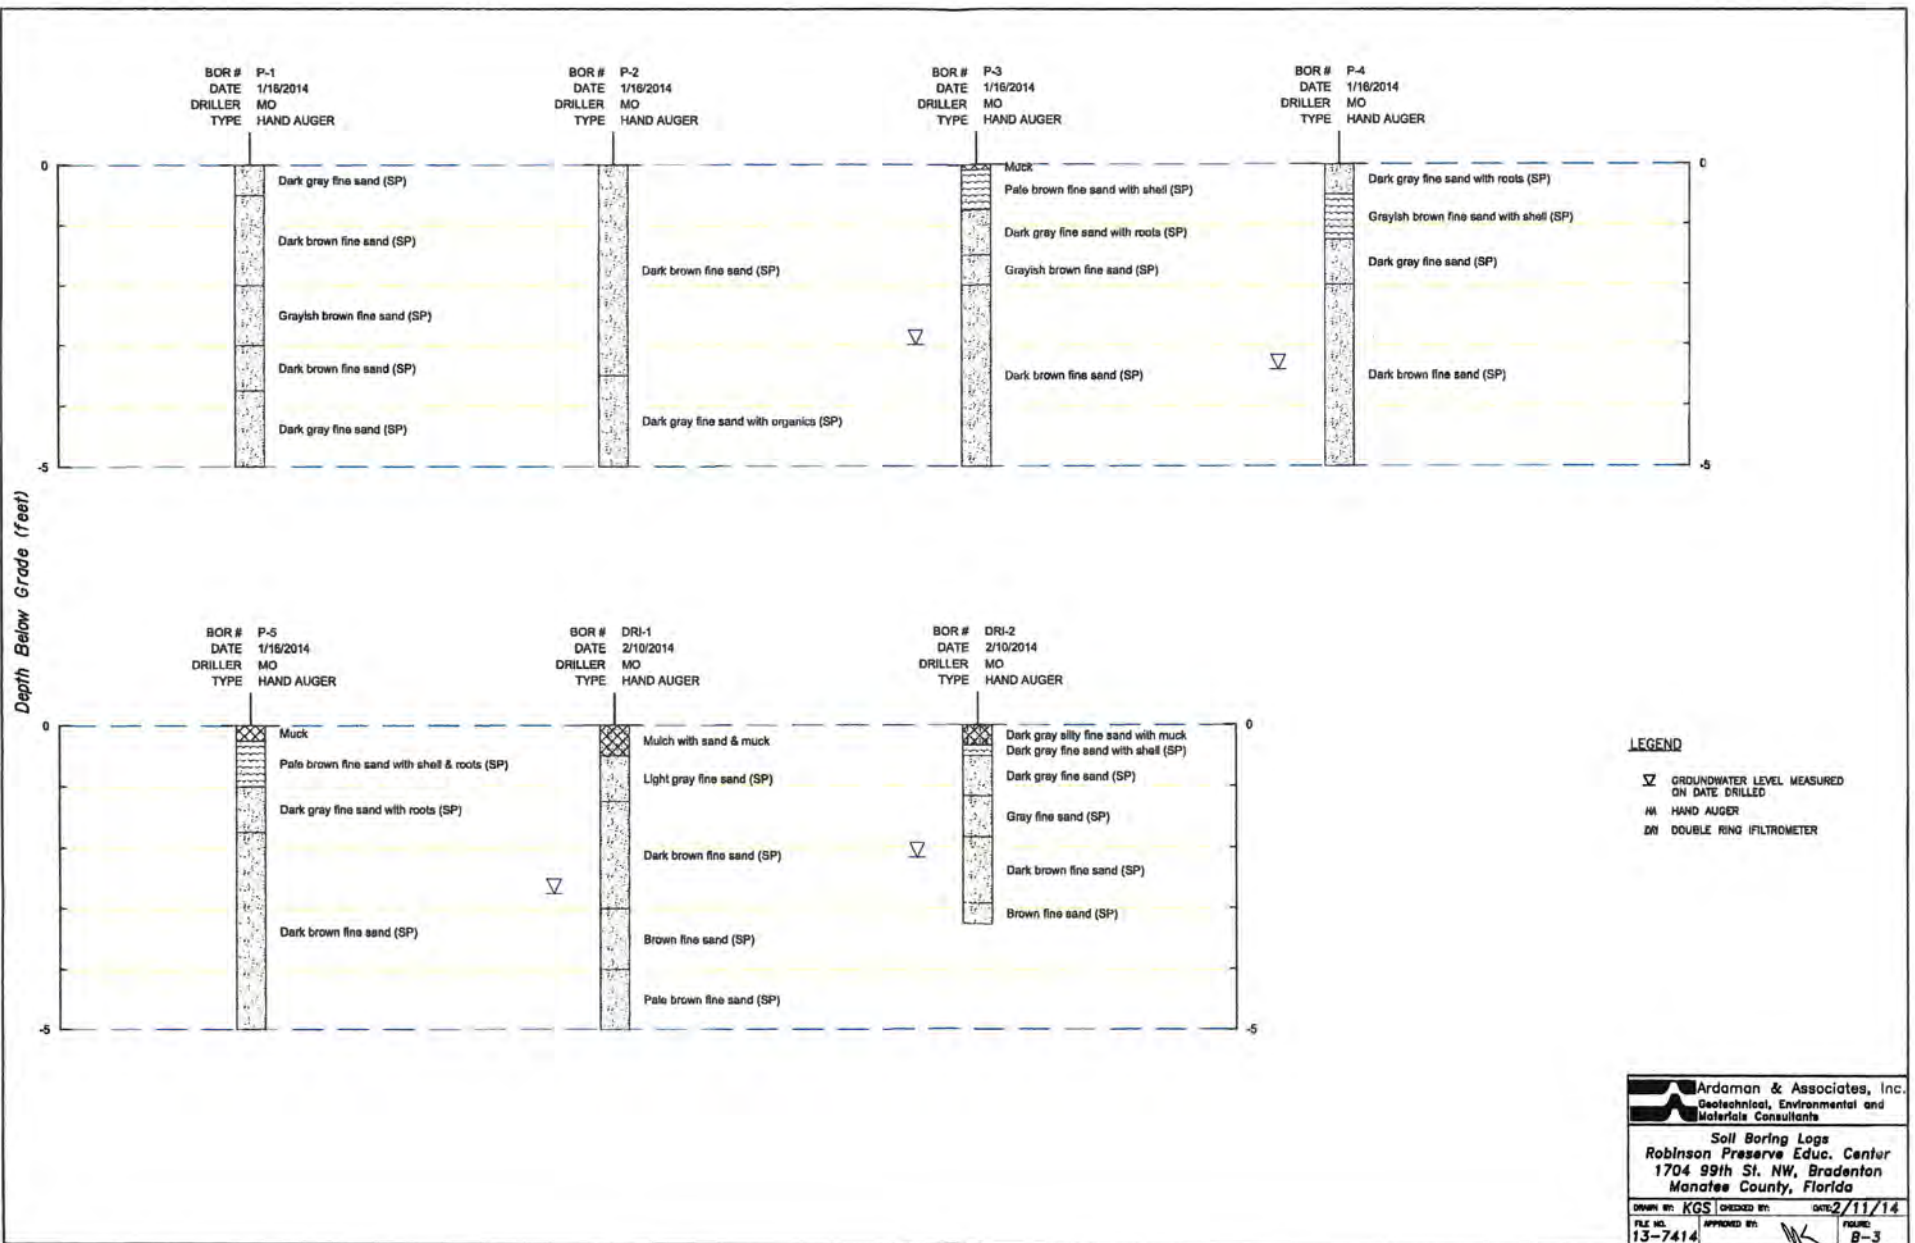 BOR # P-1
DATE 1/16/2014
DRILLER MO
TYPE HAND AUGER
BOR # P-2
DATE 1/16/2014
DRILLER MO
TYPE HAND AUGER
BOR # P-3
DATE 1/16/2014
DRILLER MO
TYPE HAND AUGER
BOR # P-4
DATE 1/16/2014
DRILLER MO
TYPE HAND AUGER
0
Dark gray fine sand (SP)
Dark brown fine sand (SP)
Grayish brown fine sand (SP)
Dark brown fine sand (SP)
Dark gray fine sand (SP)
-5
Dark brown fine sand (SP)
Dark gray fine sand with organics (SP)
Muck
Pale brown fine sand with shell (SP)
Dark gray fine sand with roots (SP)
Grayish brown fine sand (SP)
Dark brown fine sand (SP)
Dark gray fine sand with roots (SP)
Grayish brown fine sand with shell (SP)
Dark gray fine sand (SP)
Dark brown fine sand (SP)
0
-5
Depth Below Grade (feet)
BOR # P-5
DATE 1/16/2014
DRILLER MO
TYPE HAND AUGER
BOR # DRI-1
DATE 2/10/2014
DRILLER MO
TYPE HAND AUGER
BOR # DRI-2
DATE 2/10/2014
DRILLER MO
TYPE HAND AUGER
0
Muck
Pale brown fine sand with shell & roots (SP)
Dark gray fine sand with roots (SP)
Dark brown fine sand (SP)
-5
Mulch with sand & muck
Light gray fine sand (SP)
Dark brown fine sand (SP)
Brown fine sand (SP)
Pale brown fine sand (SP)
Dark gray silty fine sand with muck
Dark gray fine sand with shell (SP)
Dark gray fine sand (SP)
Gray fine sand (SP)
Dark brown fine sand (SP)
Brown fine sand (SP)
0
-5
LEGEND
GROUNDWATER LEVEL MEASURED
ON DATE DRILLED
HA HAND AUGER
DRI DOUBLE RING IFILTROMETER
Ardaman & Associates, Inc.
Geotechnical, Environmental and
Materials Consultants
Soil Boring Logs
Robinson Preserve Educ. Center
1704 99th St. NW, Bradenton
Manatee County, Florida
DRAWN BY: KGS CHECKED BY: DATE: 2/11/14
FILE NO. 13-7414 APPROVED BY: FIGURE: B-3